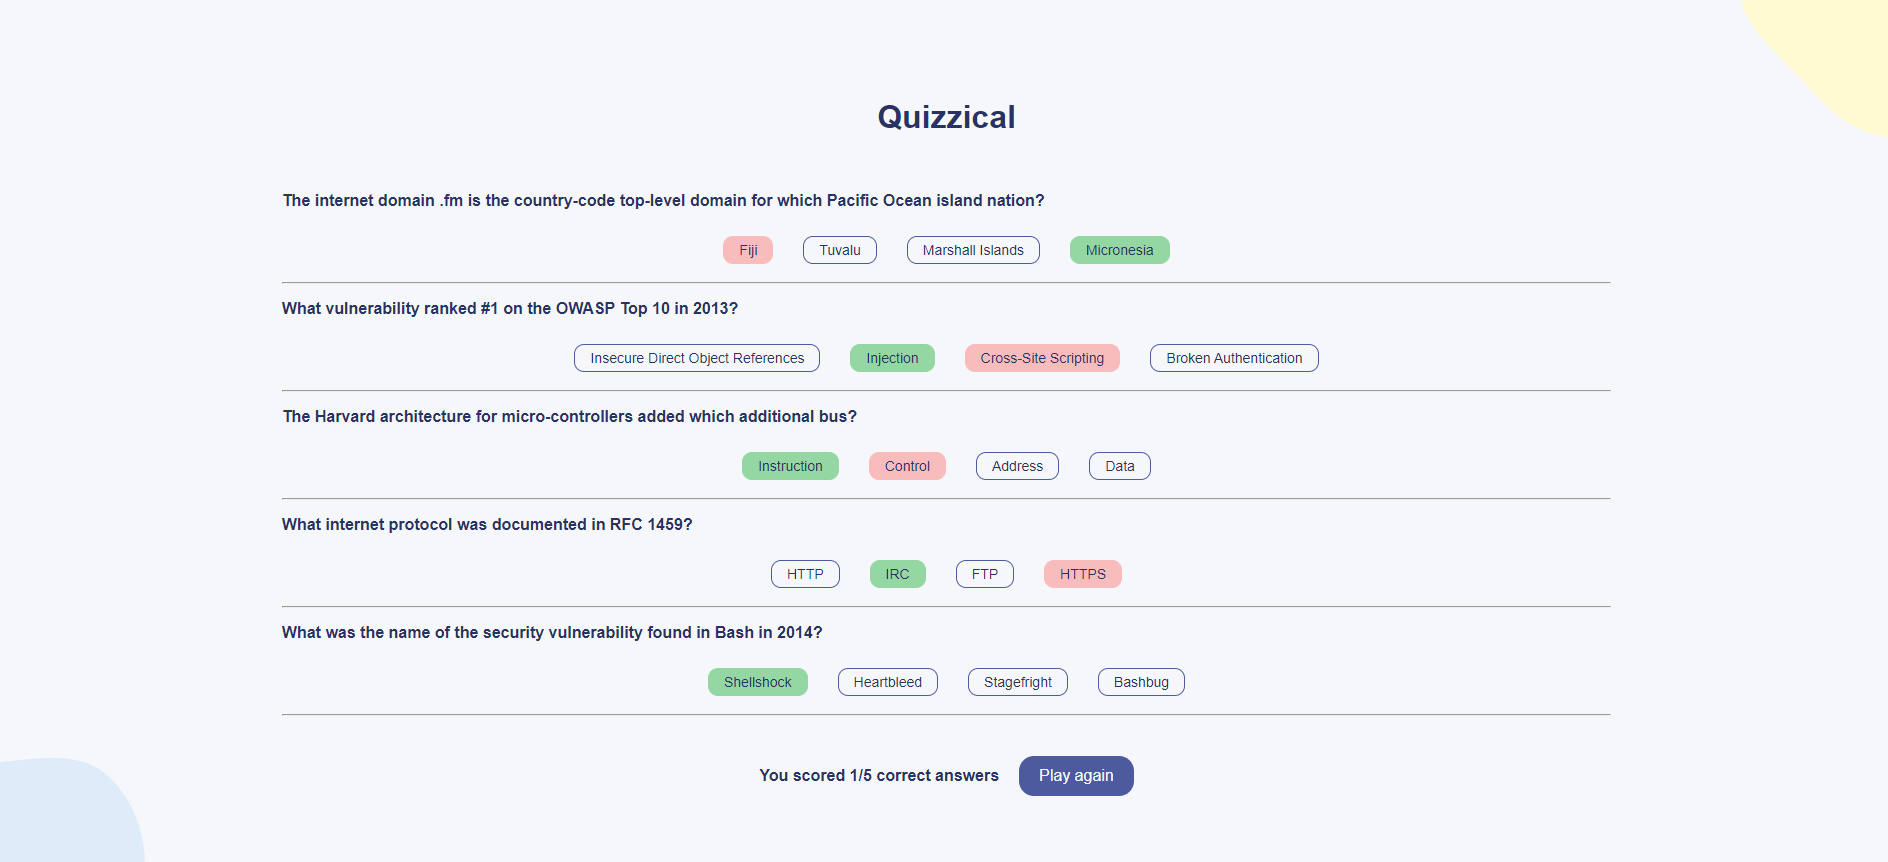 Quizzical
The internet domain .fm is the country-code top-level domain for which Pacific Ocean island nation?
Fiji Tuvalu Marshall Islands Micronesia
What vulnerability ranked #1 on the OWASP Top 10 in 2013?
Insecure Direct Object References Injection Cross-Site Scripting Broken Authentication
The Harvard architecture for micro-controllers added which additional bus?
Instruction Control Address Data
What internet protocol was documented in RFC 1459?
HTTP IRC FTP HTTPS
What was the name of the security vulnerability found in Bash in 2014?
Shellshock Heartbleed Stagefright Bashbug
You scored 1/5 correct answers Play again